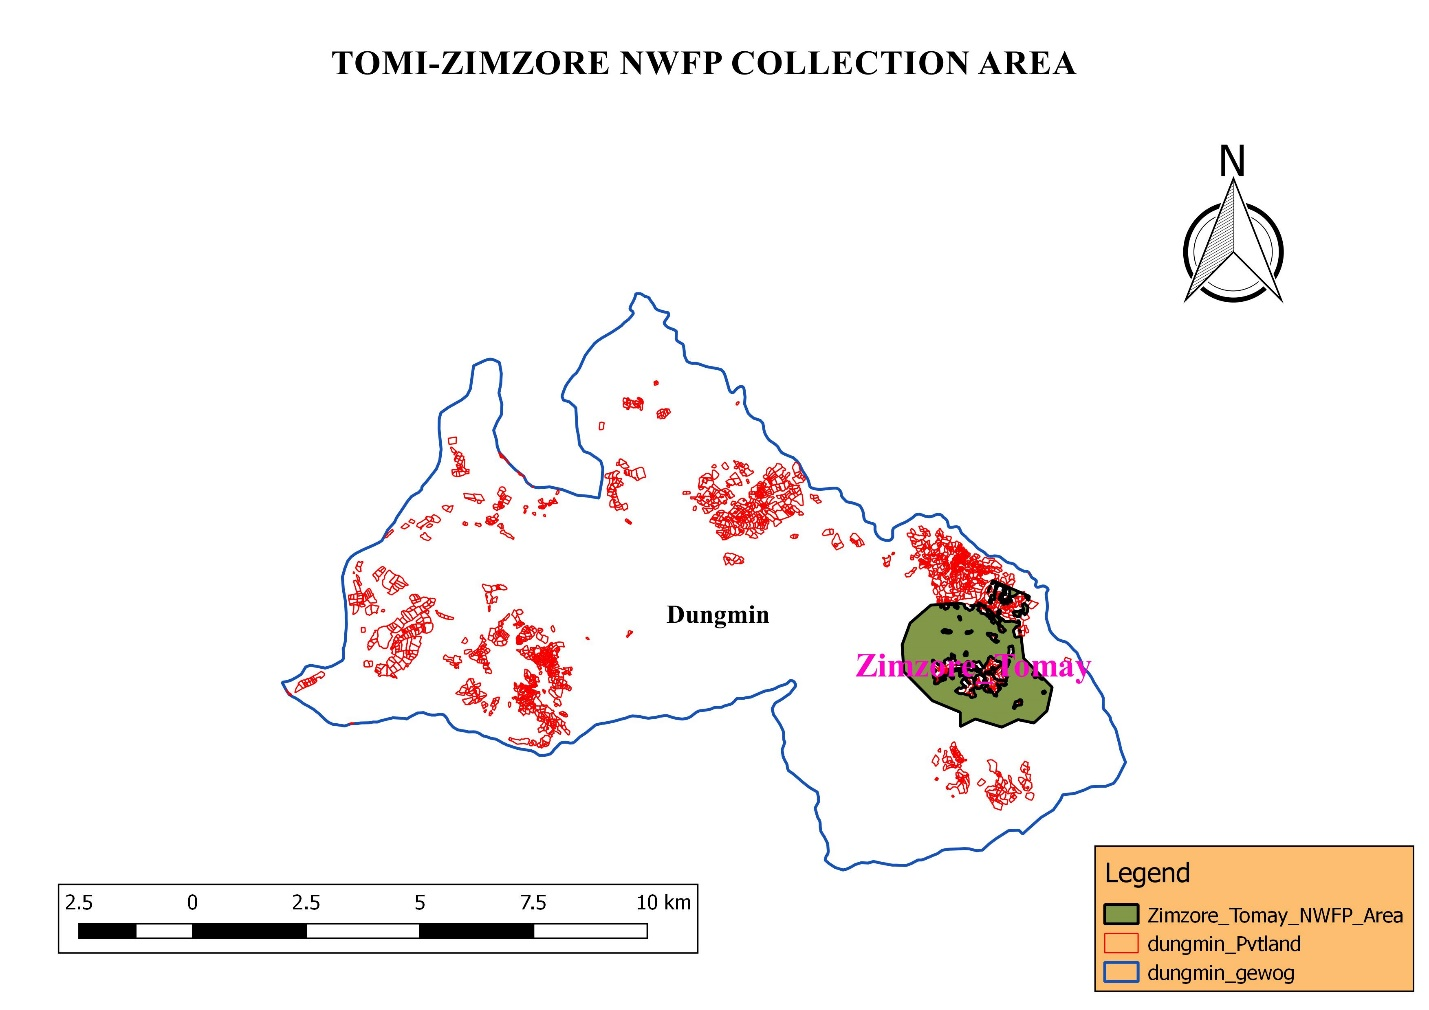 TOMI-ZIMZORE NWFP COLLECTION AREA
N
Dungmin
Zimzore_Tomay
2.5 0 2.5 5 7.5 10 km
Legend
Zimzore_Tomay_NWFP_Area
dungmin_Pvtland
dungmin_gewog